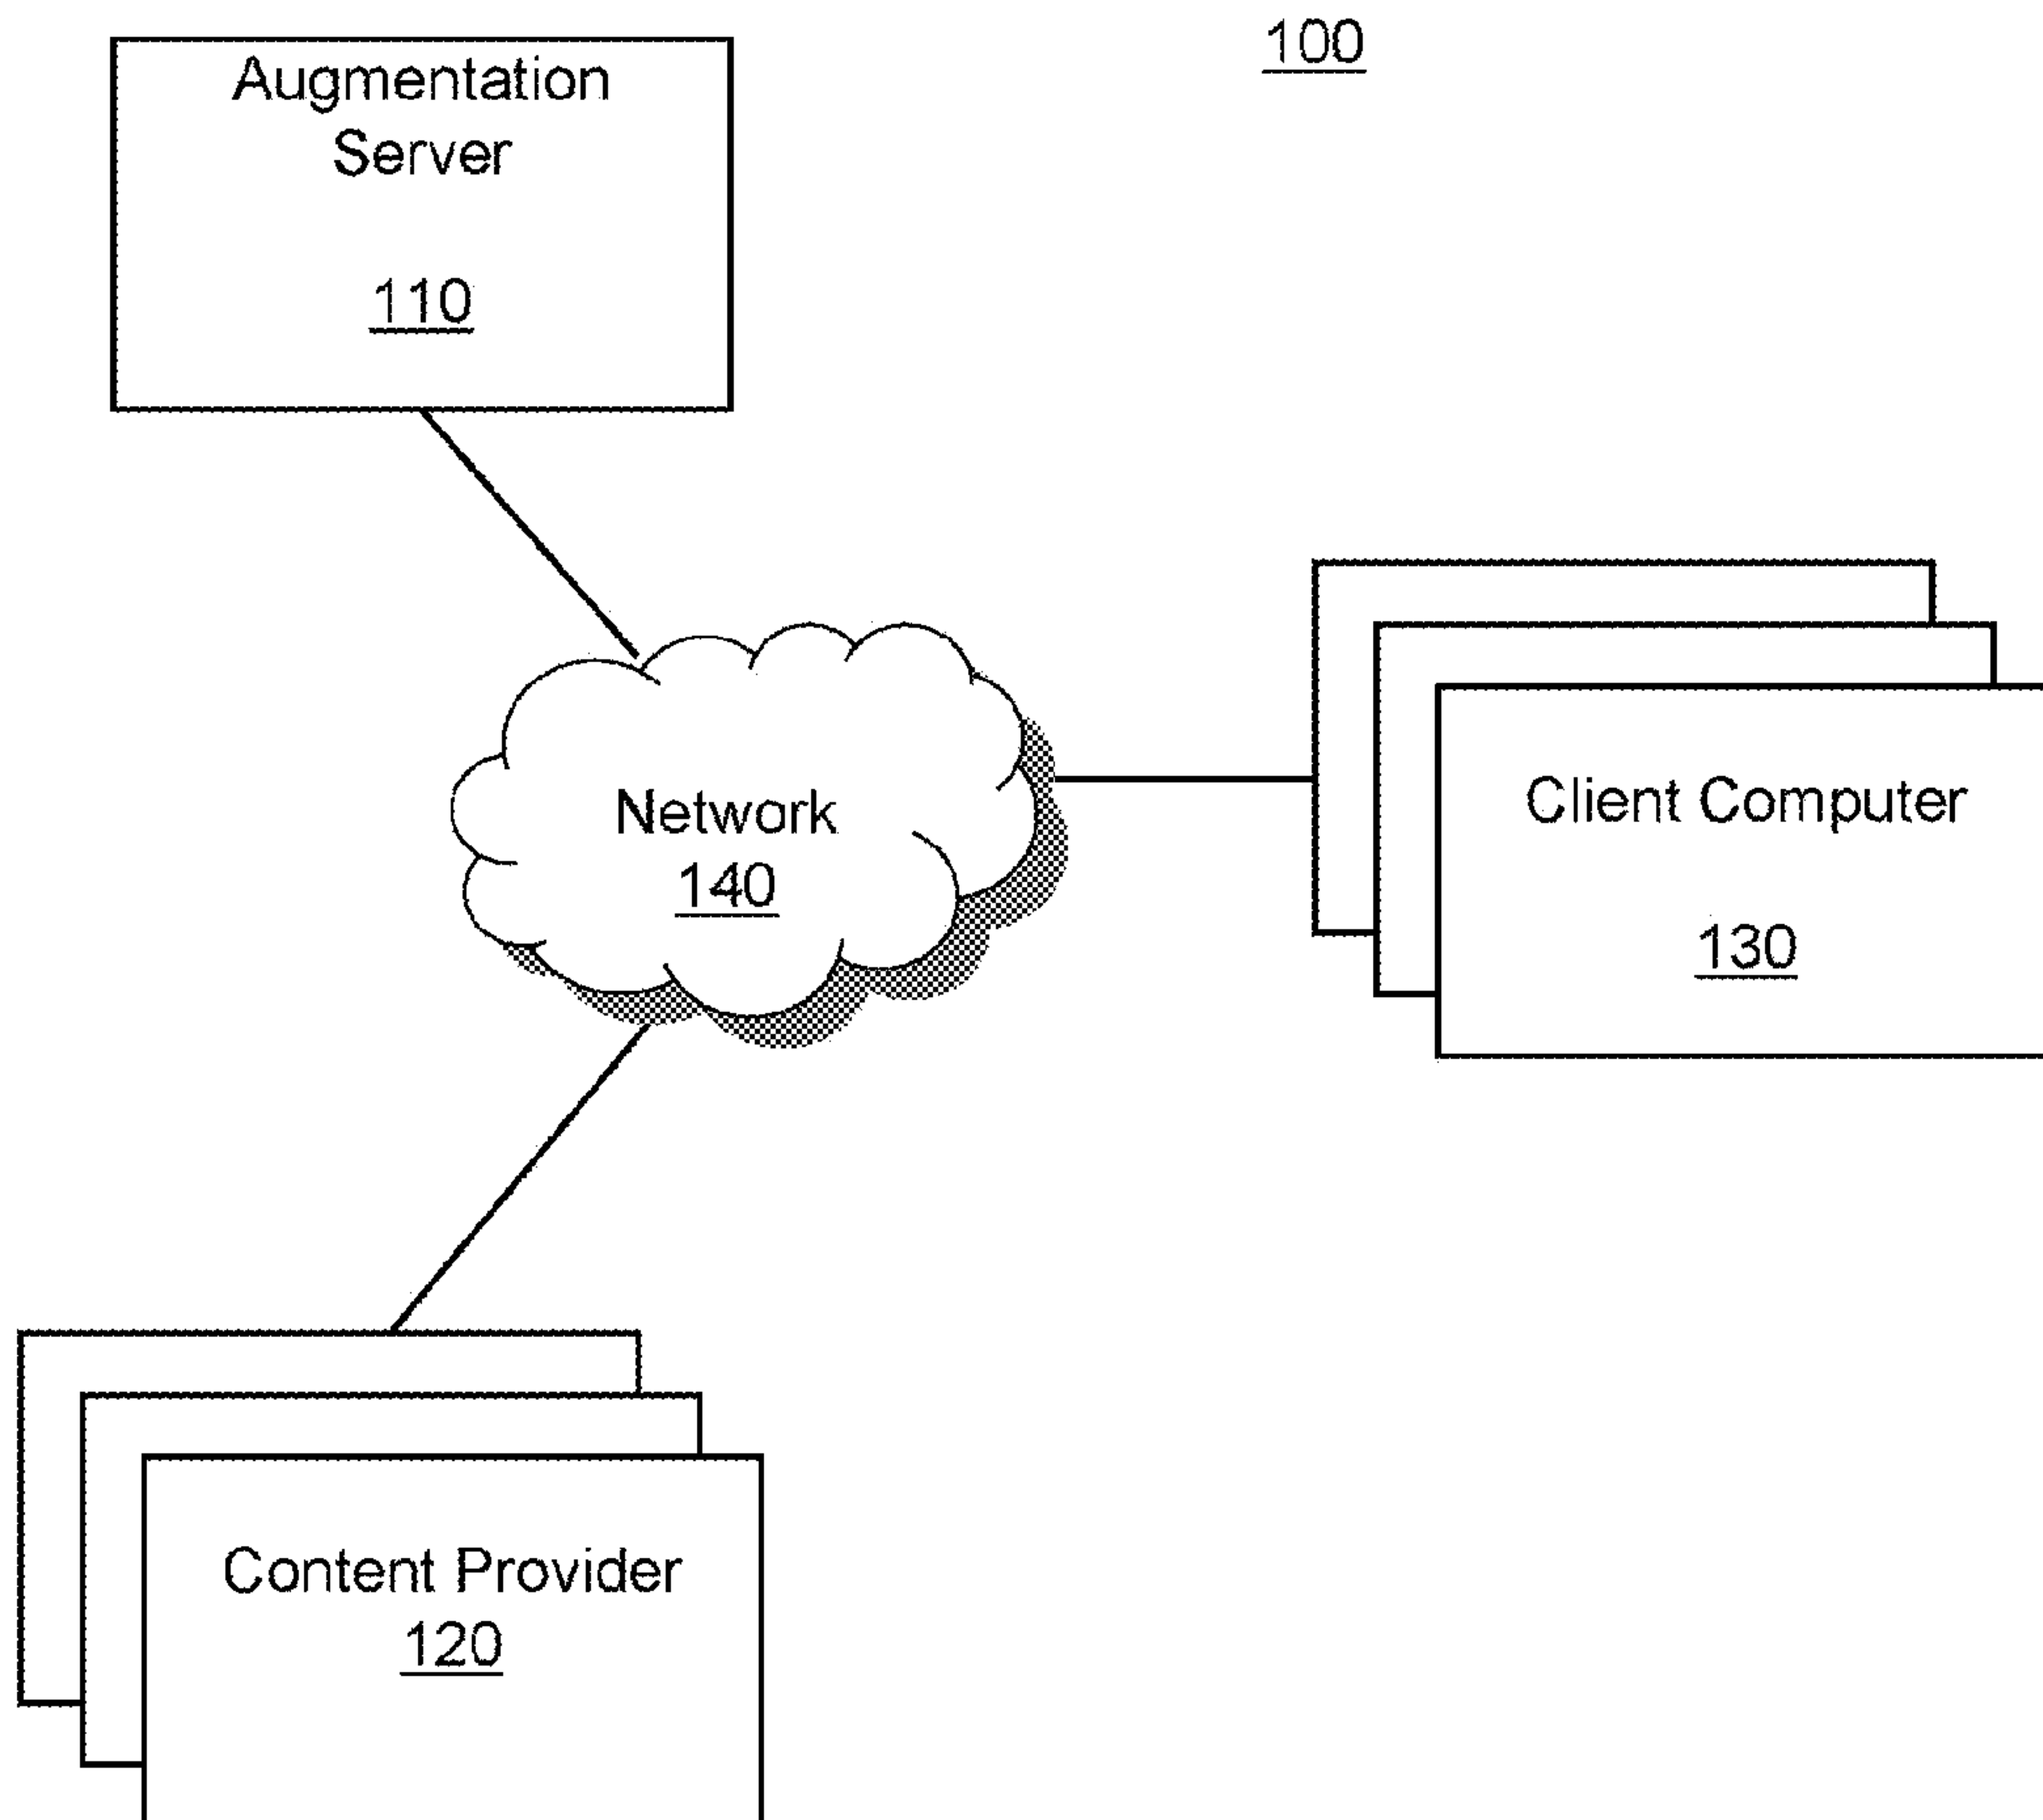 100
Augmentation
Server
110
Network
140
Client Computer
130
Content Provider
120